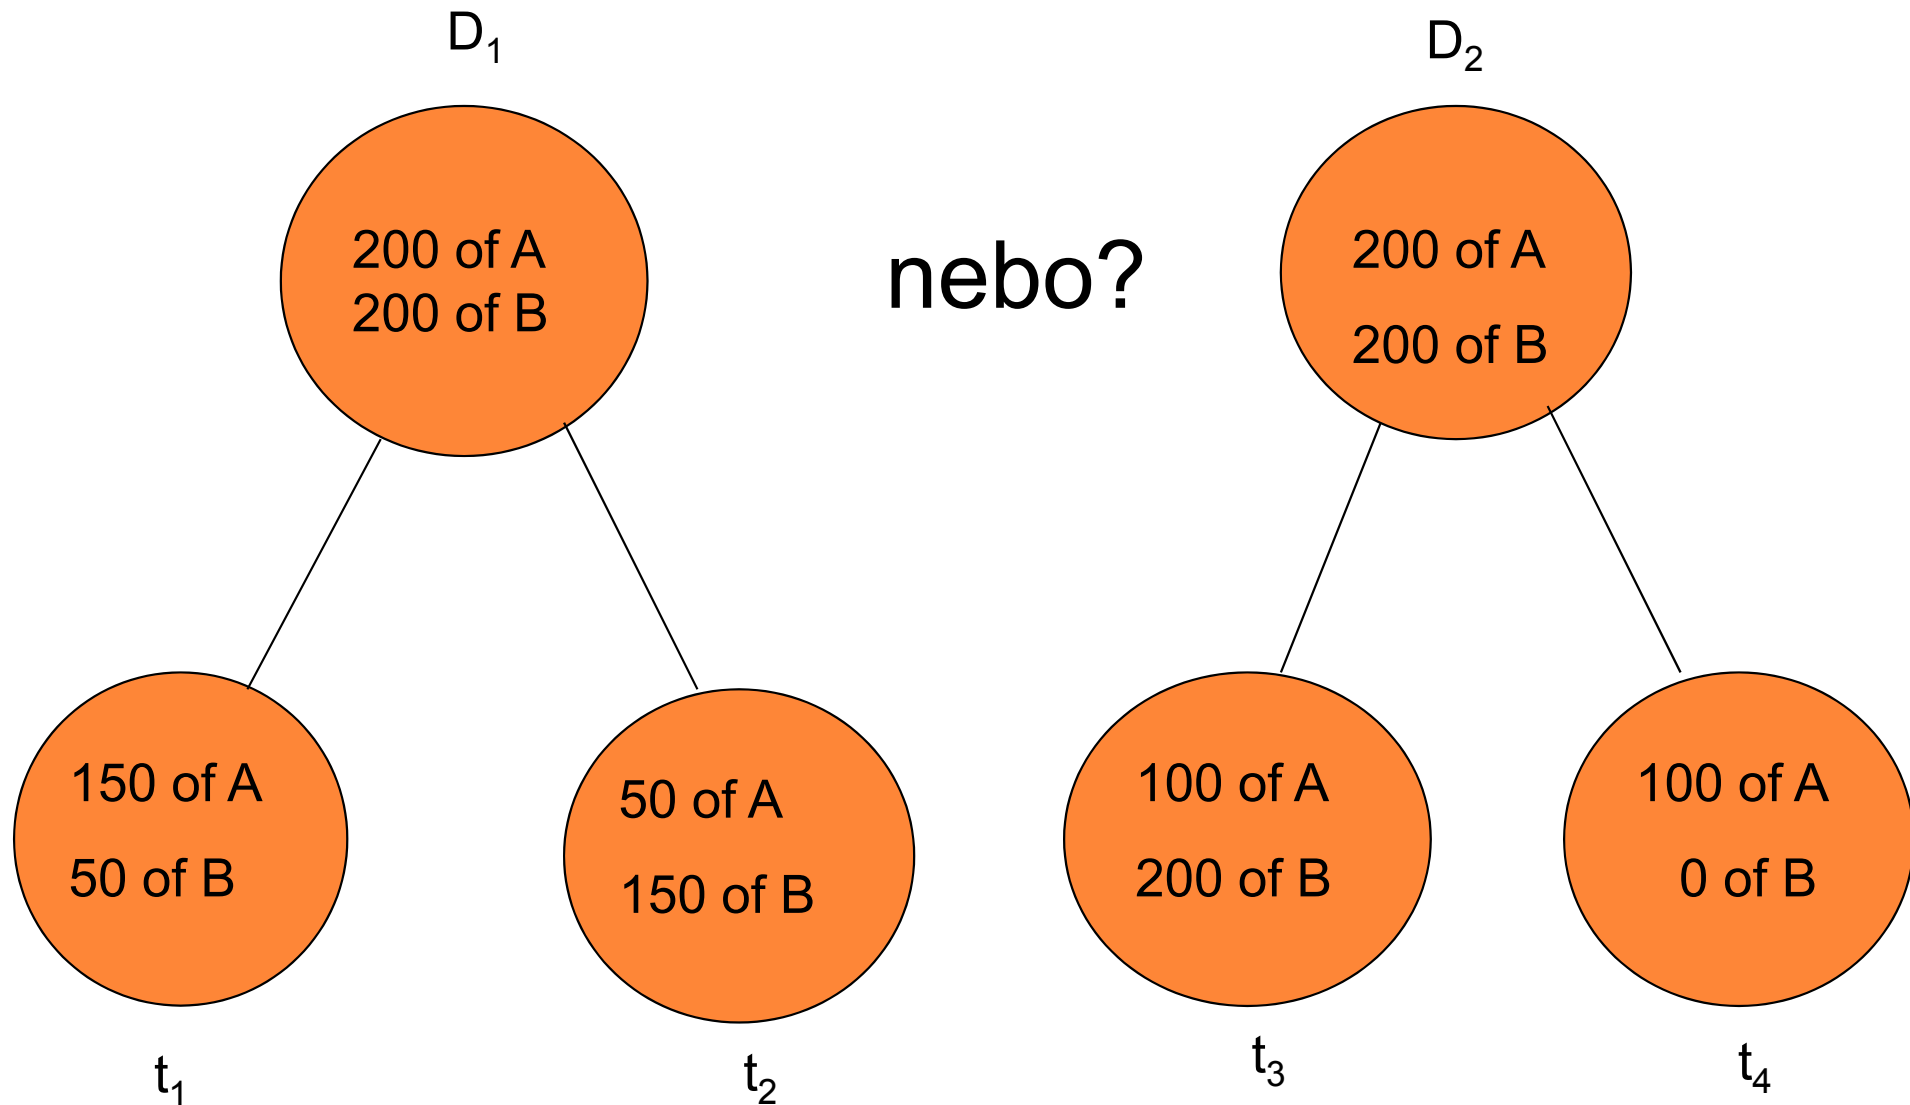 D₁
200 of A
200 of B
150 of A
50 of B
t₁
50 of A
150 of B
t₂
nebo?
D₂
200 of A
200 of B
100 of A
200 of B
t₃
100 of A
0 of B
t₄